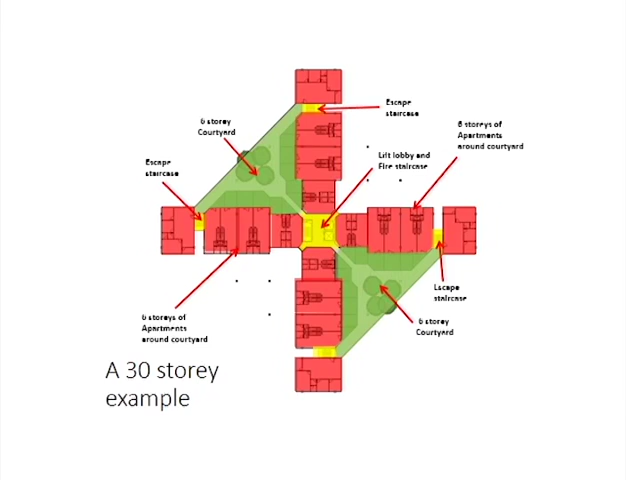 Escape
staircase
6 storey
Courtyard
6 storeys of
Apartments
around courtyard
Lift lobby and
Fire staircase
Escape
staircase
Escape
staircase
6 storeys of
Apartments
around courtyard
6 storey
Courtyard
A 30 storey
example